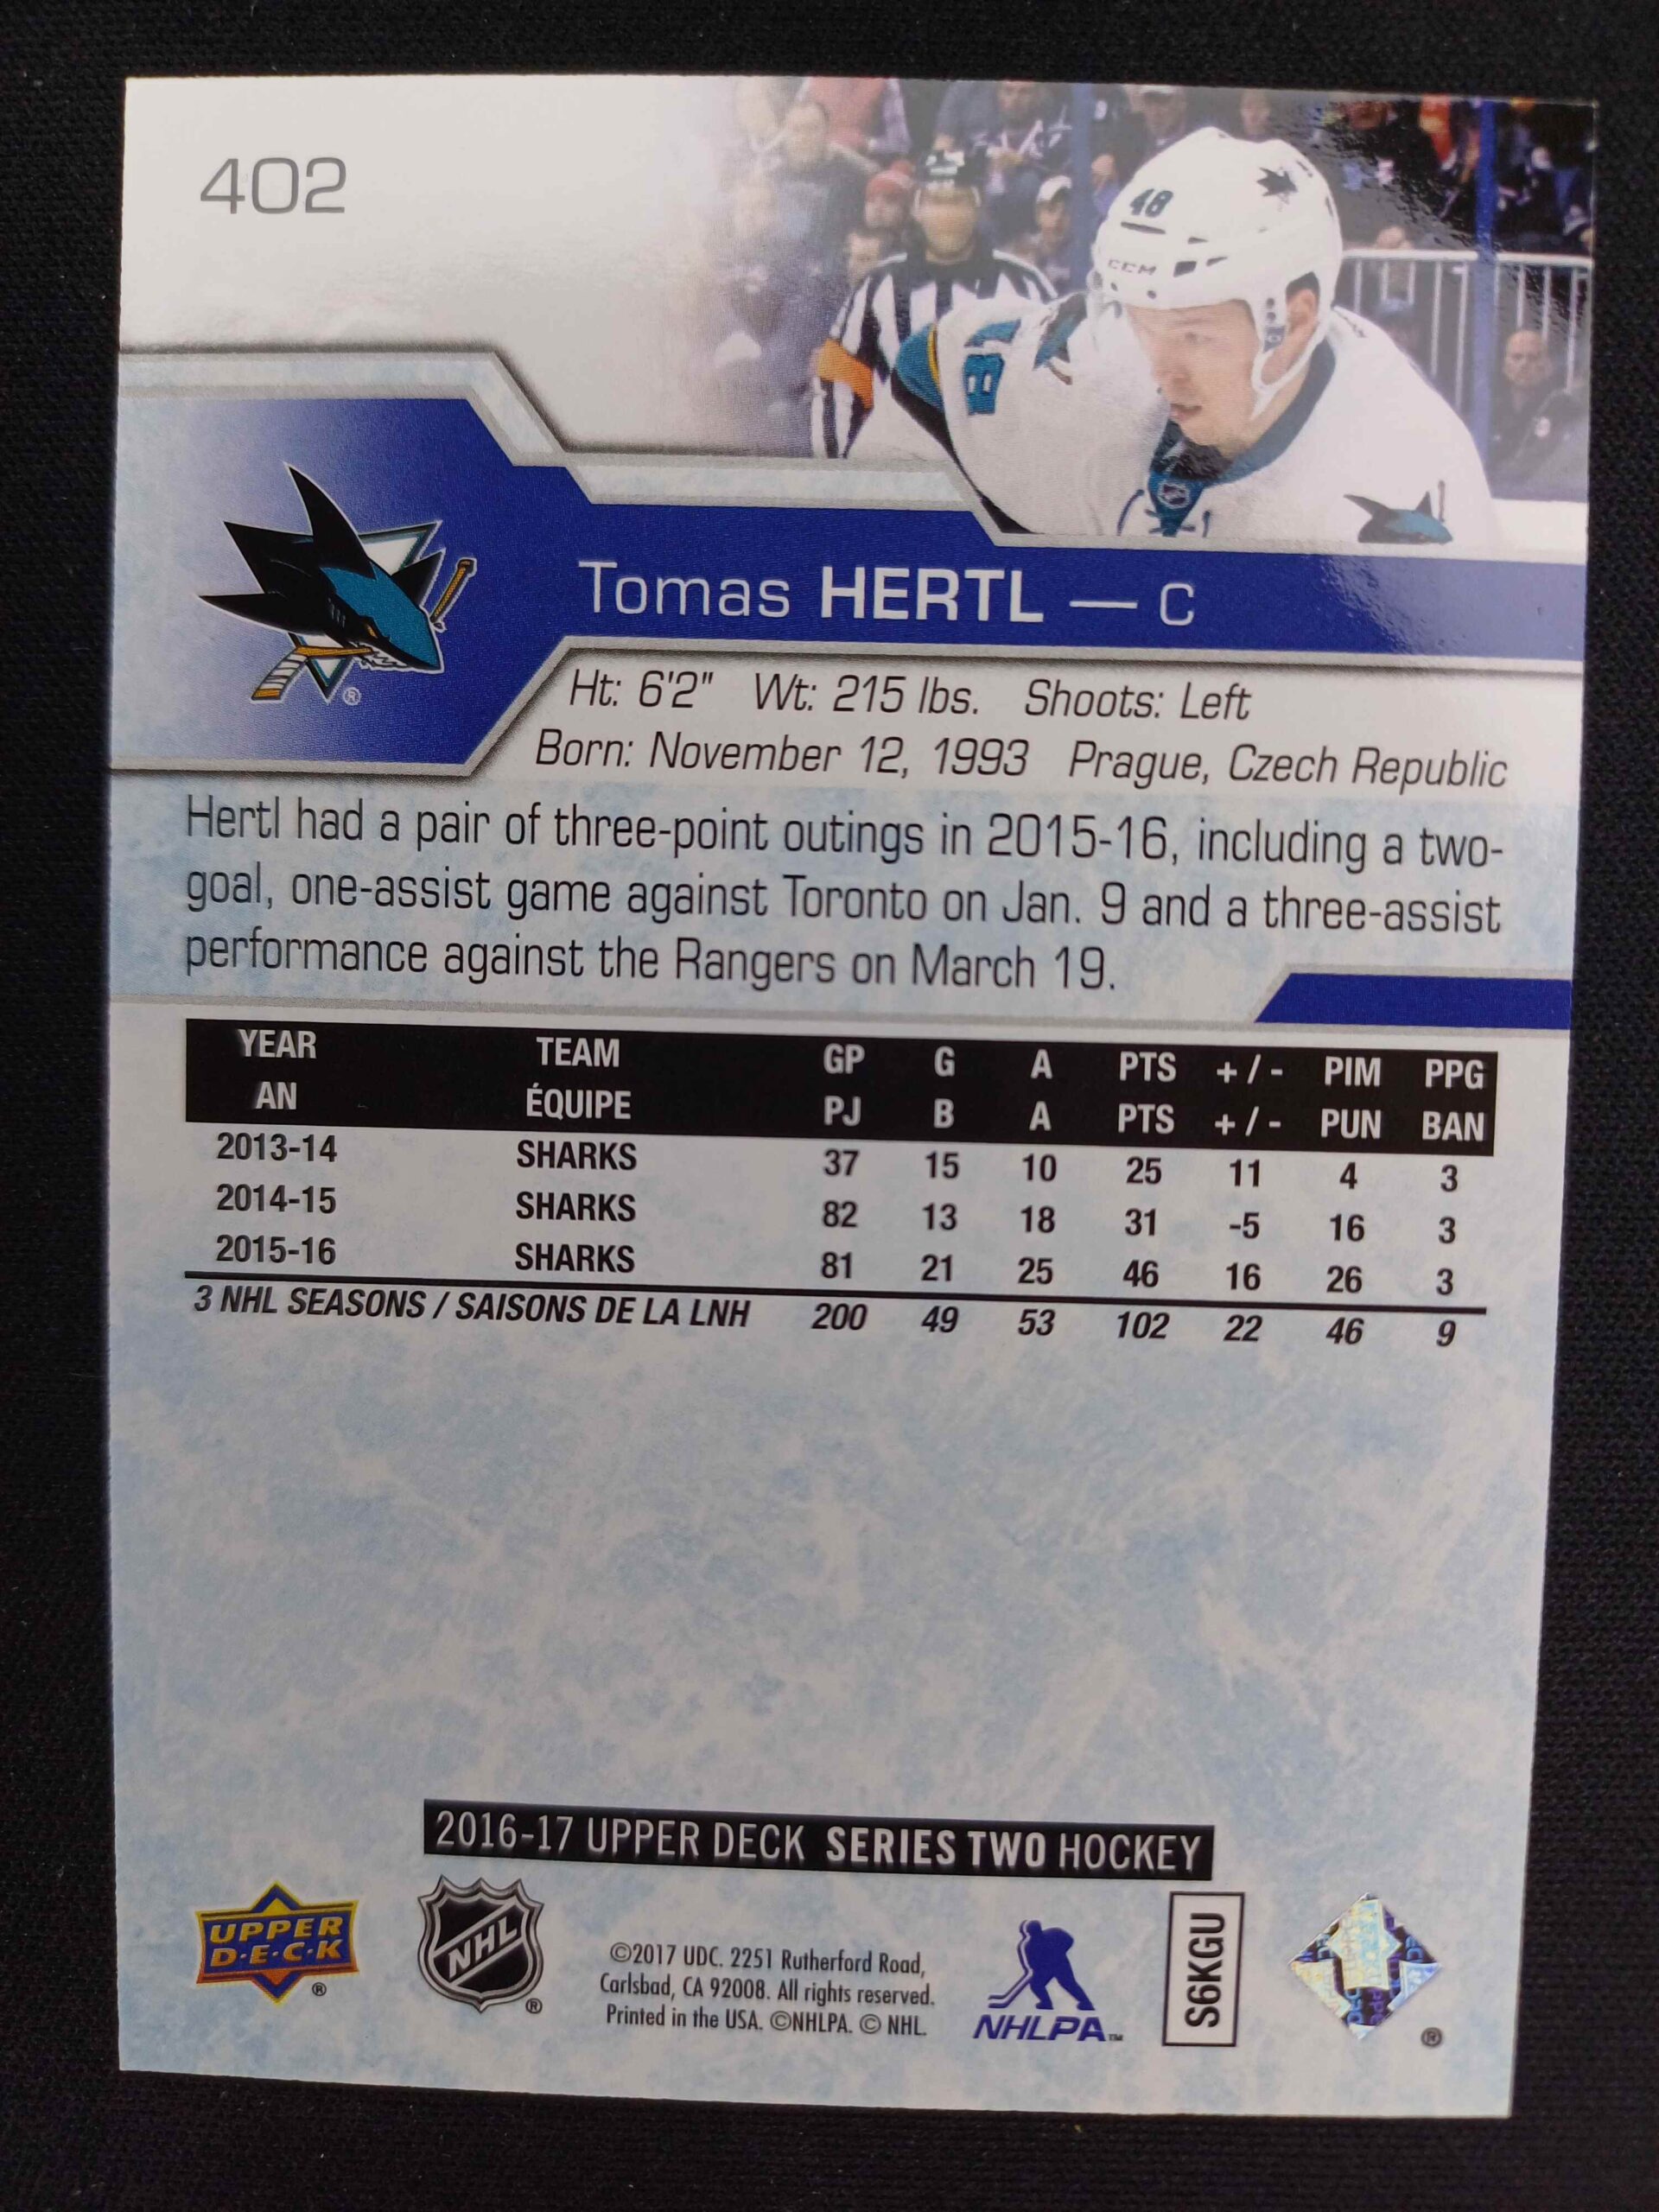 402
48
CCM
Tomas HERTL — C
Ht: 6'2" Wt: 215 lbs. Shoots: Left
Born: November 12, 1993 Prague, Czech Republic
Hertl had a pair of three-point outings in 2015-16, including a two-
goal, one-assist game against Toronto on Jan. 9 and a three-assist
performance against the Rangers on March 19.
YEAR TEAM GP G A PTS +/- PIM PPG
AN ÉQUIPE PJ B A PTS +/- PUN BAN
2013-14 SHARKS 37 15 10 25 11 4 3
2014-15 SHARKS 82 13 18 31 -5 16 3
2015-16 SHARKS 81 21 25 46 16 26 3
3 NHL SEASONS / SAISONS DE LA LNH 200 49 53 102 22 46 9
2016-17 UPPER DECK SERIES TWO HOCKEY
UPPER
D·E·C·K ®
NHL ®
©2017 UDC. 2251 Rutherford Road,
Carlsbad, CA 92008. All rights reserved.
Printed in the USA. ©NHLPA. © NHL.
NHLPA™
S6KGU
®